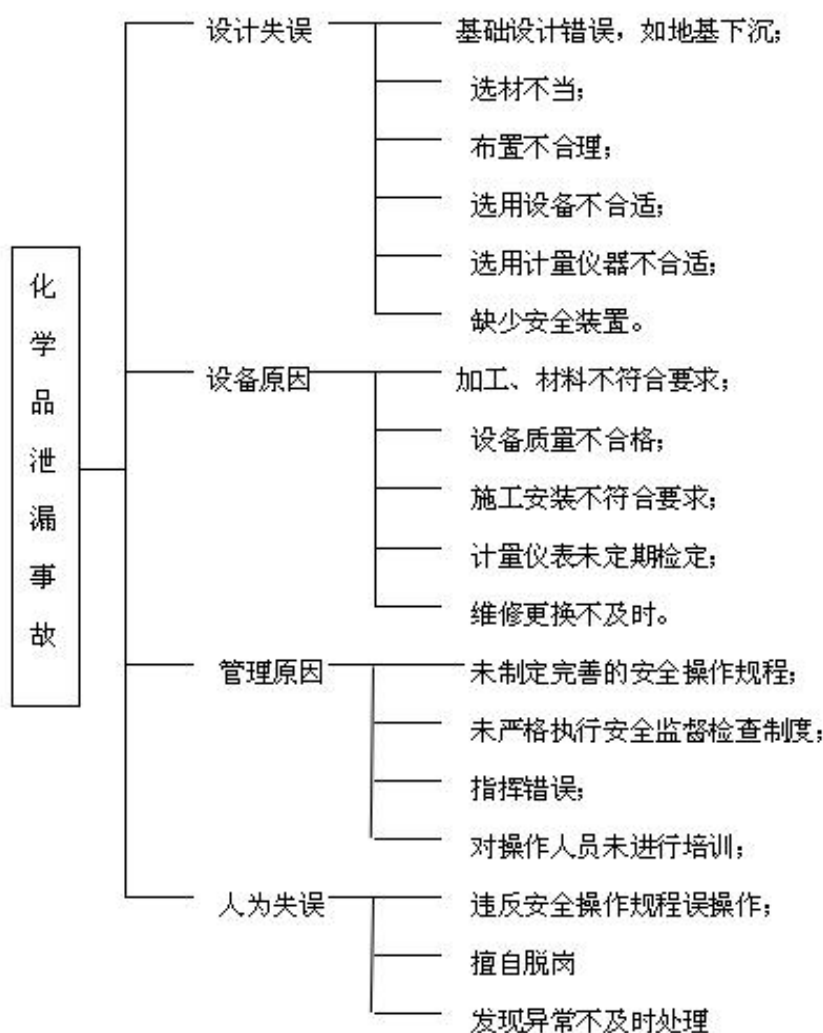 化学品泄漏事故
设计失误
基础设计错误，如地基下沉；
选材不当；
布置不合理；
选用设备不合适；
选用计量仪器不合适；
缺少安全装置。
设备原因
加工、材料不符合要求；
设备质量不合格；
施工安装不符合要求；
计量仪表未定期检定；
维修更换不及时。
管理原因
未制定完善的安全操作规程；
未严格执行安全监督检查制度；
指挥错误；
对操作人员未进行培训；
人为失误
违反安全操作规程误操作；
擅自脱岗
发现异常不及时处理